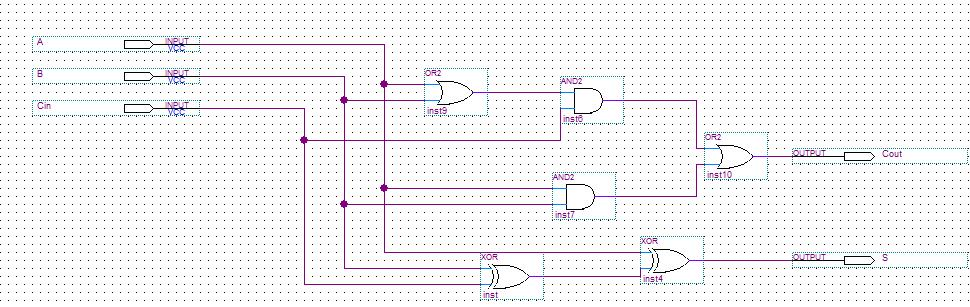 A INPUT
VCC
B INPUT
VCC
Cin INPUT
VCC
OR2
inst9
AND2
inst6
OR2
inst10
OUTPUT Cout
AND2
inst7
XOR
inst
XOR
inst4
OUTPUT S